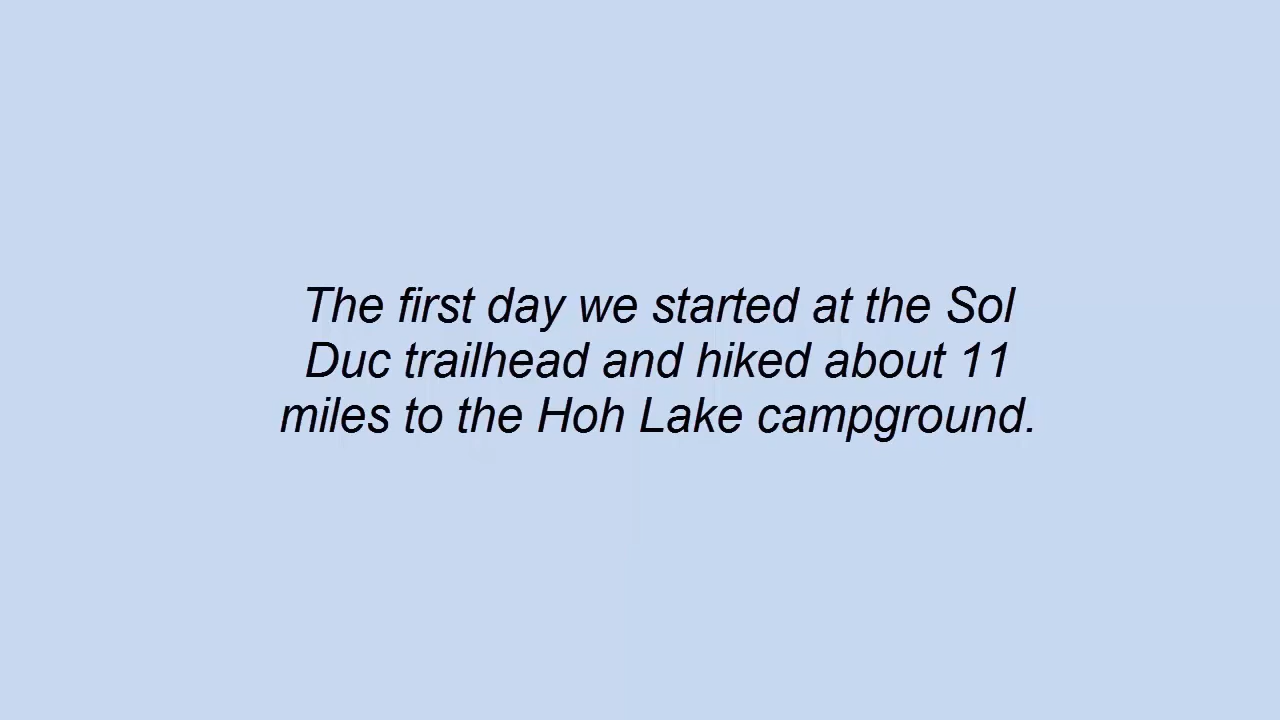 The first day we started at the Sol
Duc trailhead and hiked about 11
miles to the Hoh Lake campground.